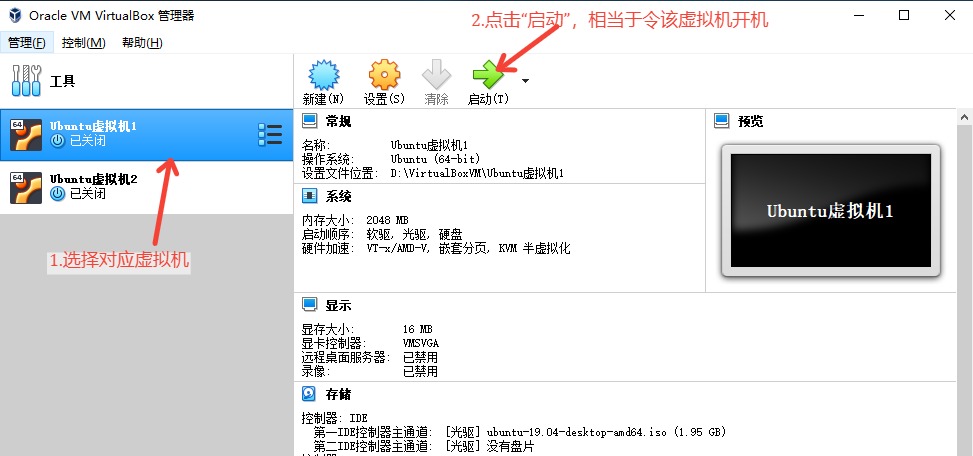 Oracle VM VirtualBox 管理器
2.点击“启动”，相当于令该虚拟机开机
管理(F) 控制(M) 帮助(H)
工具
新建(N) 设置(S) 清除 启动(T)
64
Ubuntu虚拟机1
已关闭
64
Ubuntu虚拟机2
已关闭
1.选择对应虚拟机
常规
名称: Ubuntu虚拟机1
操作系统: Ubuntu (64-bit)
设置文件位置: D:\VirtualBoxVM\Ubuntu虚拟机1
系统
内存大小: 2048 MB
启动顺序: 软驱, 光驱, 硬盘
硬件加速: VT-x/AMD-V, 嵌套分页, KVM 半虚拟化
预览
Ubuntu虚拟机1
显示
显存大小: 16 MB
显卡控制器: VMSVGA
远程桌面服务器: 已禁用
录像: 已禁用
存储
控制器: IDE
第一IDE控制器主通道: [光驱] ubuntu-19.04-desktop-amd64.iso (1.95 GB)
第二IDE控制器主通道: [光驱] 没有盘片